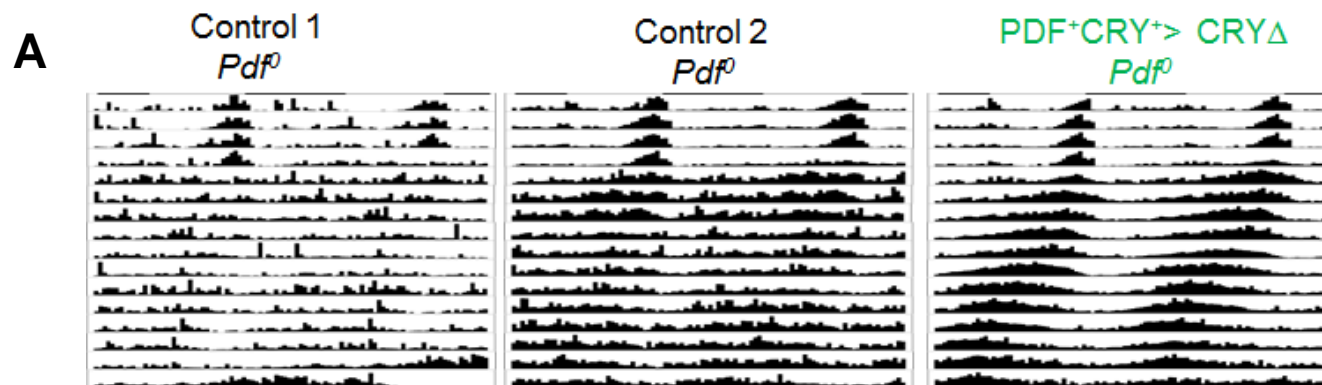 A
Control 1
Pdf⁰
Control 2
Pdf⁰
PDF⁺CRY⁺> CRYΔ
Pdf⁰